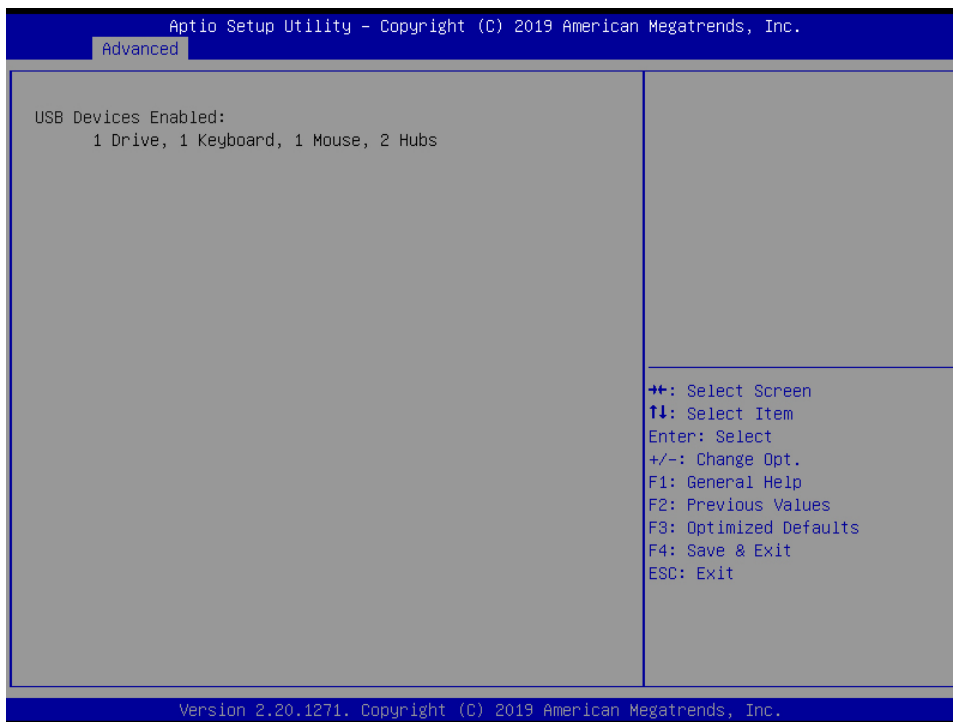 Aptio Setup Utility – Copyright (C) 2019 American Megatrends, Inc.
Advanced
USB Devices Enabled:
1 Drive, 1 Keyboard, 1 Mouse, 2 Hubs
→←: Select Screen
↑↓: Select Item
Enter: Select
+/-: Change Opt.
F1: General Help
F2: Previous Values
F3: Optimized Defaults
F4: Save & Exit
ESC: Exit
Version 2.20.1271. Copyright (C) 2019 American Megatrends, Inc.